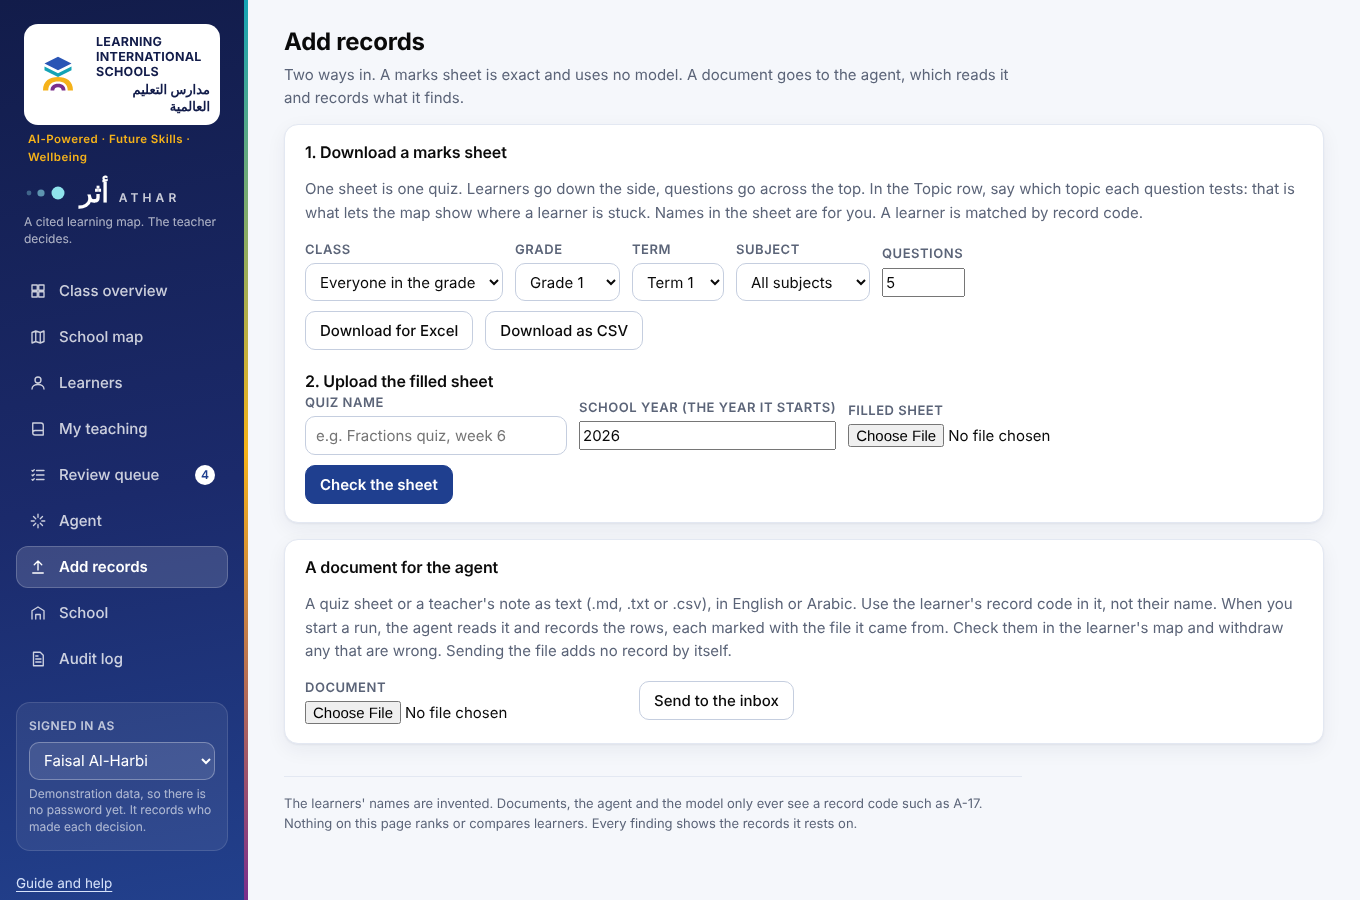 LEARNING
INTERNATIONAL
SCHOOLS
مدارس التعليم
العالمية
AI-Powered · Future Skills ·
Wellbeing
أثر ATHAR
A cited learning map. The teacher
decides.
Class overview
School map
Learners
My teaching
Review queue 4
Agent
Add records
School
Audit log
SIGNED IN AS
Faisal Al-Harbi
Demonstration data, so there is
no password yet. It records who
made each decision.
Guide and help
Add records
Two ways in. A marks sheet is exact and uses no model. A document goes to the agent, which reads it
and records what it finds.
1. Download a marks sheet
One sheet is one quiz. Learners go down the side, questions go across the top. In the Topic row, say which topic each question tests: that is
what lets the map show where a learner is stuck. Names in the sheet are for you. A learner is matched by record code.
CLASS GRADE TERM SUBJECT QUESTIONS
Everyone in the grade Grade 1 Term 1 All subjects 5
Download for Excel Download as CSV
2. Upload the filled sheet
QUIZ NAME SCHOOL YEAR (THE YEAR IT STARTS) FILLED SHEET
e.g. Fractions quiz, week 6 2026 Choose File No file chosen
Check the sheet
A document for the agent
A quiz sheet or a teacher's note as text (.md, .txt or .csv), in English or Arabic. Use the learner's record code in it, not their name. When you
start a run, the agent reads it and records the rows, each marked with the file it came from. Check them in the learner's map and withdraw
any that are wrong. Sending the file adds no record by itself.
DOCUMENT
Choose File No file chosen Send to the inbox
The learners' names are invented. Documents, the agent and the model only ever see a record code such as A-17.
Nothing on this page ranks or compares learners. Every finding shows the records it rests on.